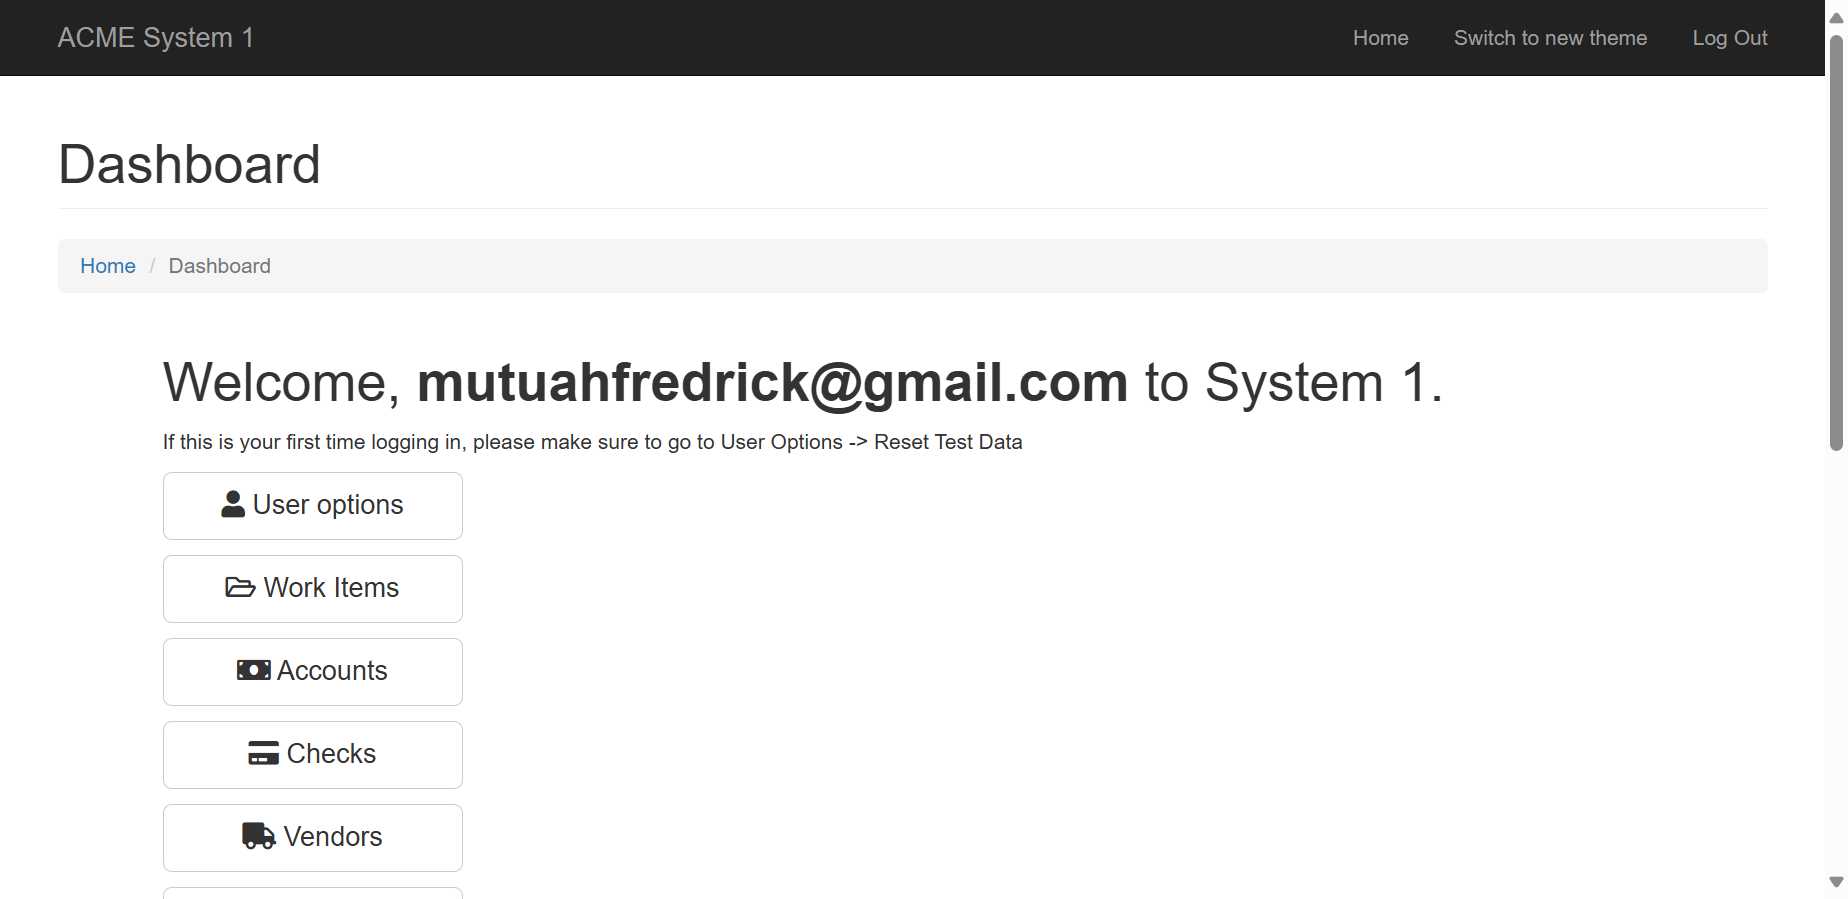 ACME System 1
Home
Switch to new theme
Log Out
Dashboard
Home / Dashboard
Welcome, mutuahfredrick@gmail.com to System 1.
If this is your first time logging in, please make sure to go to User Options -> Reset Test Data
User options
Work Items
Accounts
Checks
Vendors